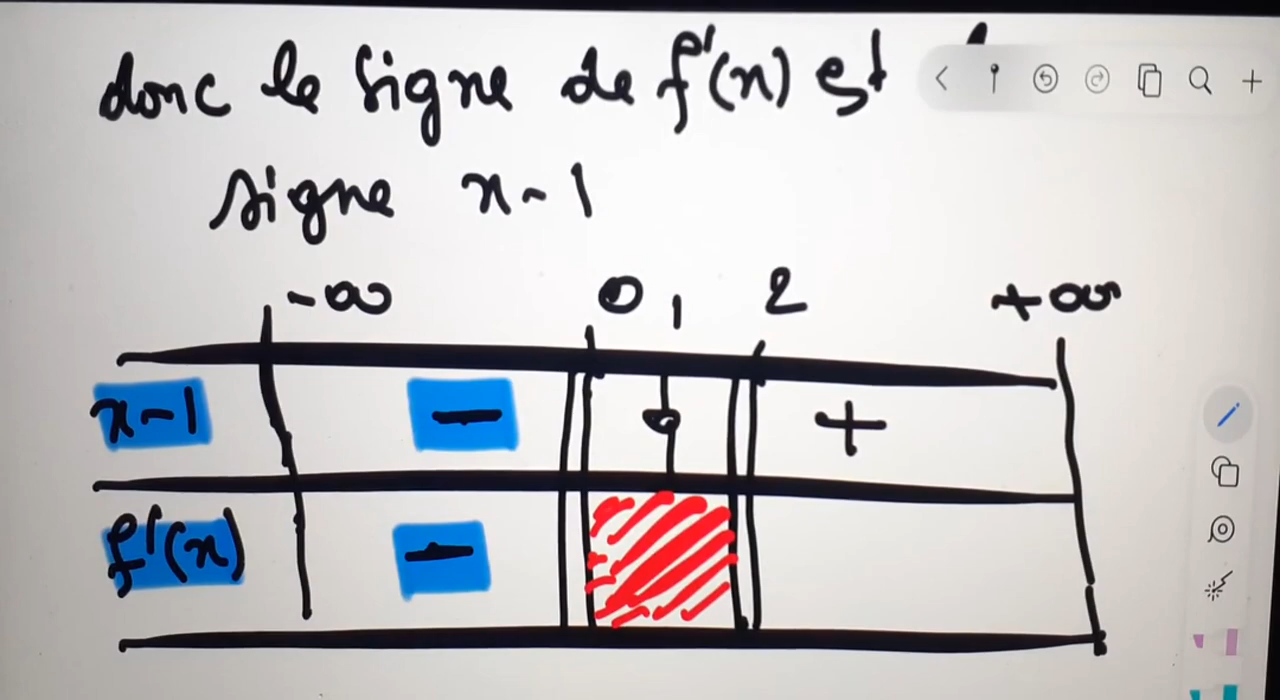 donc le signe de f'(x) est
signe x-1
-∞ 0 1 2 +∞
x-1 - 0 +
f'(x) -